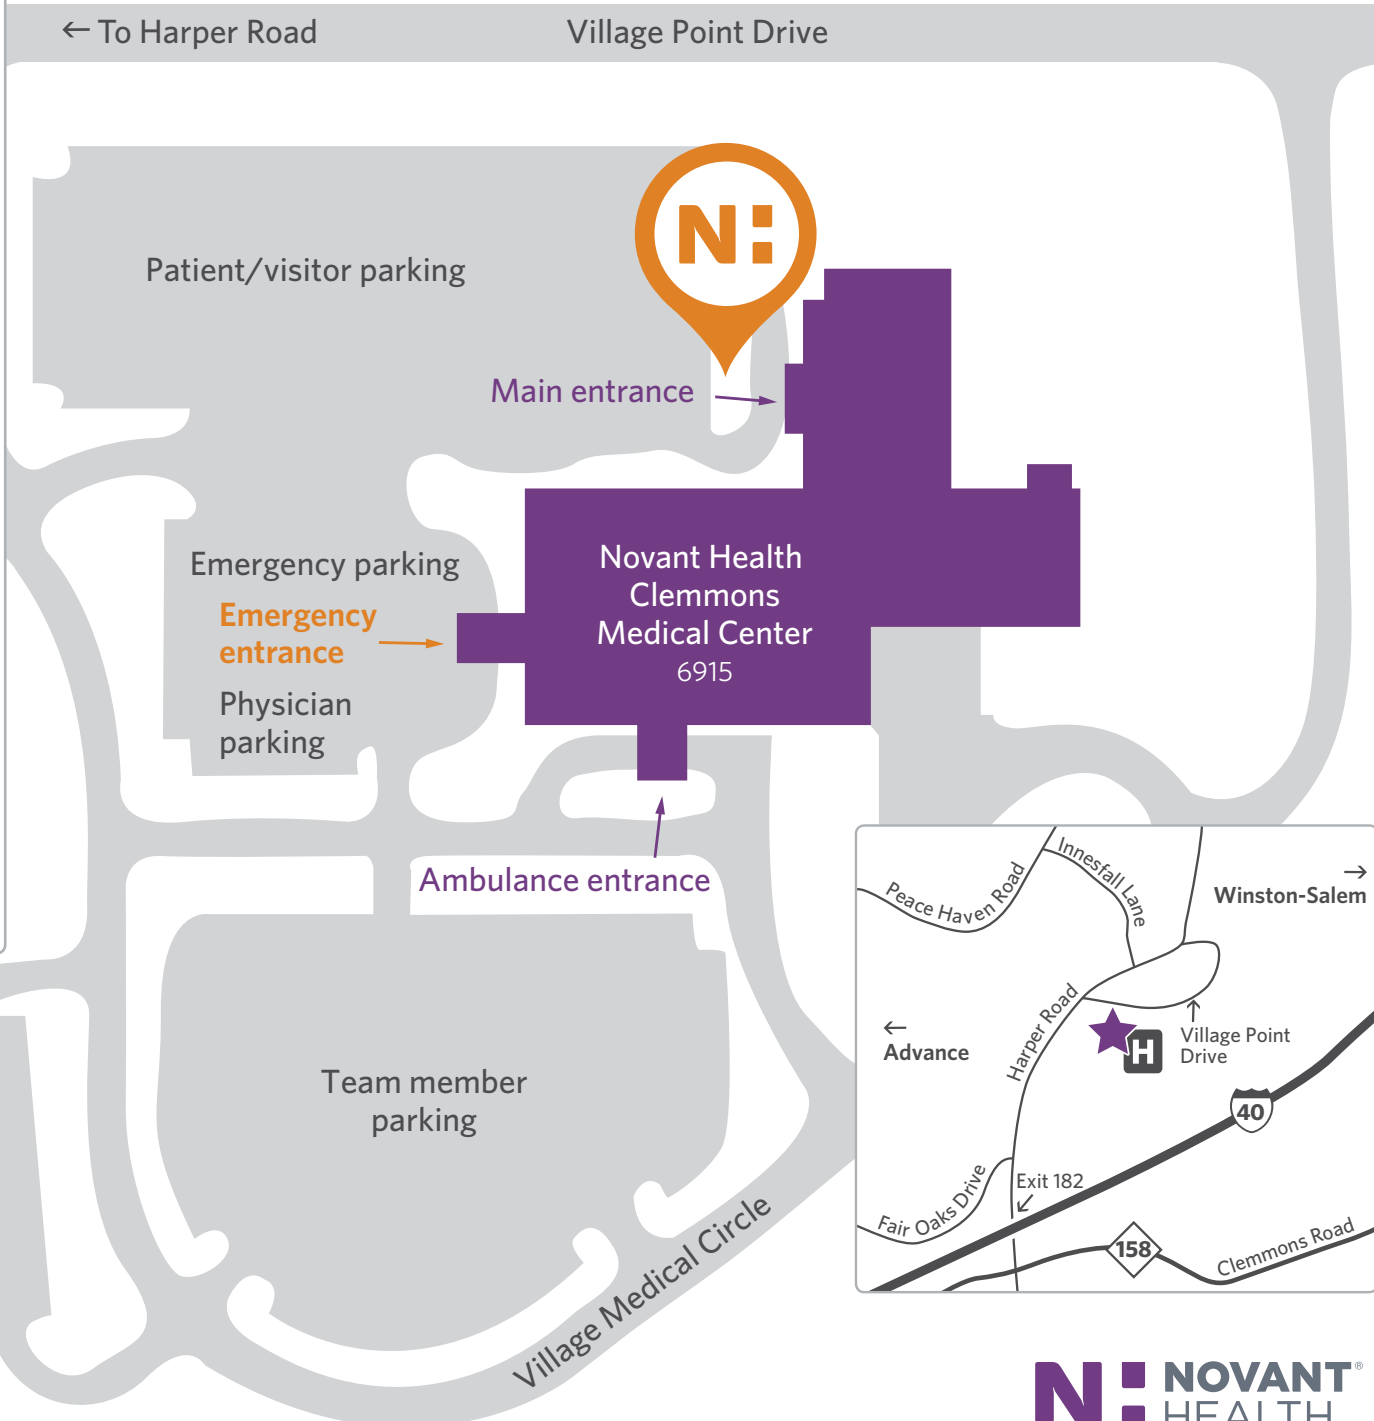 ← To Harper Road
Village Point Drive
N:
Patient/visitor parking
Main entrance
Emergency parking
Emergency
entrance
Physician
parking
Novant Health
Clemmons
Medical Center
6915
Ambulance entrance
Team member
parking
Village Medical Circle
Peace Haven Road
Innesfall Lane
→
Winston-Salem
Harper Road
←
Advance
H
↑
Village Point
Drive
40
Exit 182
Fair Oaks Drive
158
Clemmons Road
N: NOVANT®
HEALTH